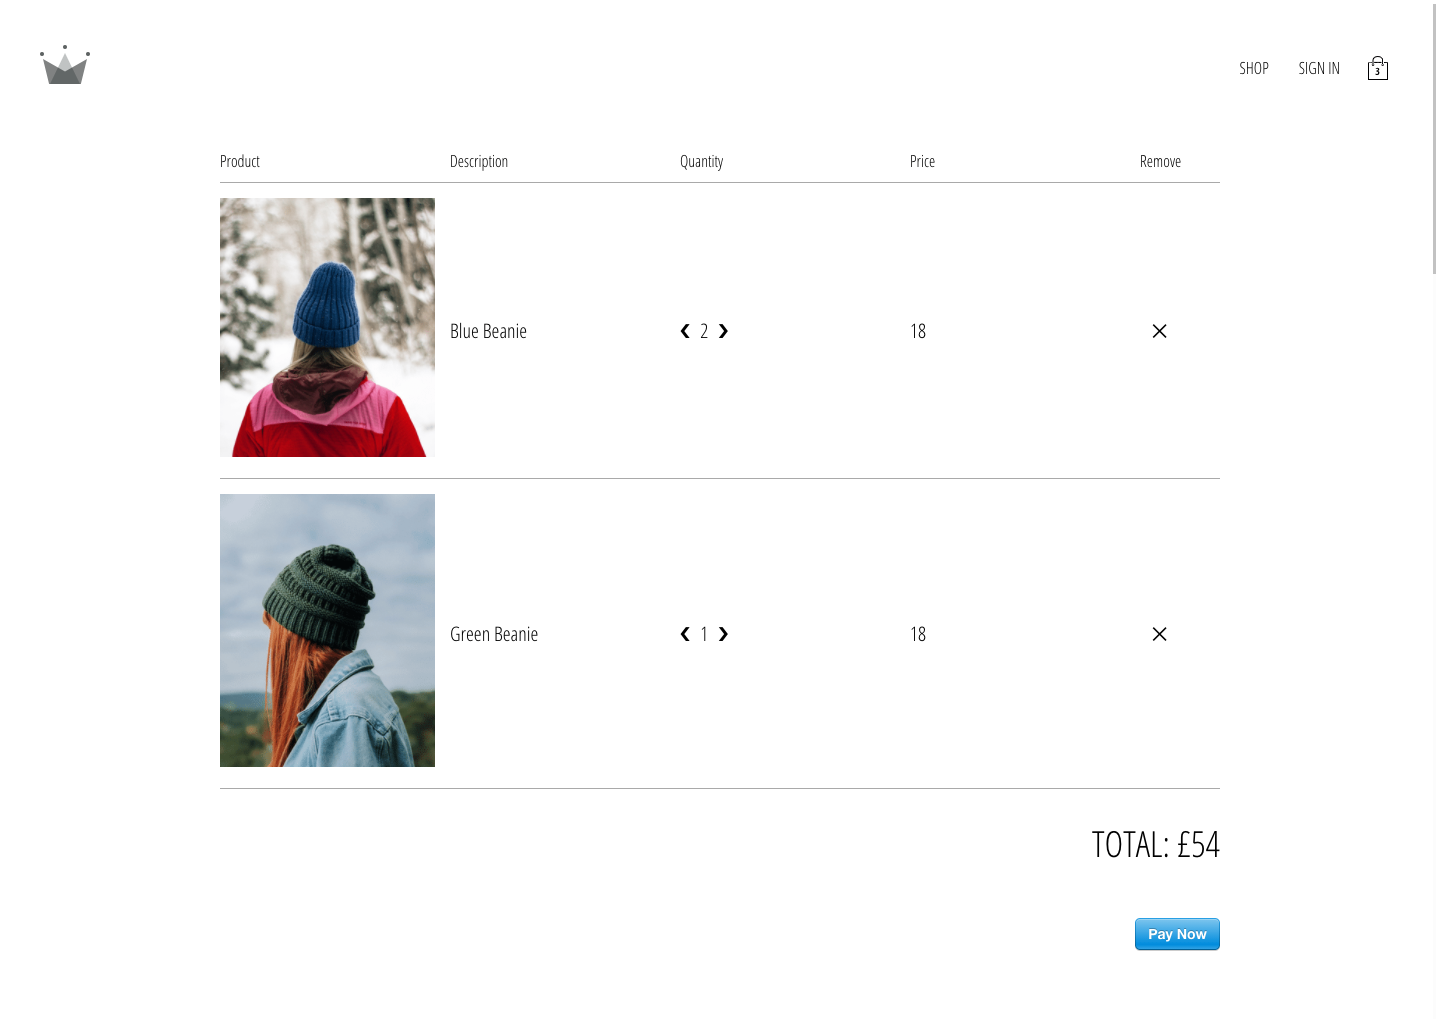 SHOP SIGN IN 3
Product Description Quantity Price Remove
Blue Beanie ❮ 2 ❯ 18 ✕
Green Beanie ❮ 1 ❯ 18 ✕
TOTAL: £54
Pay Now